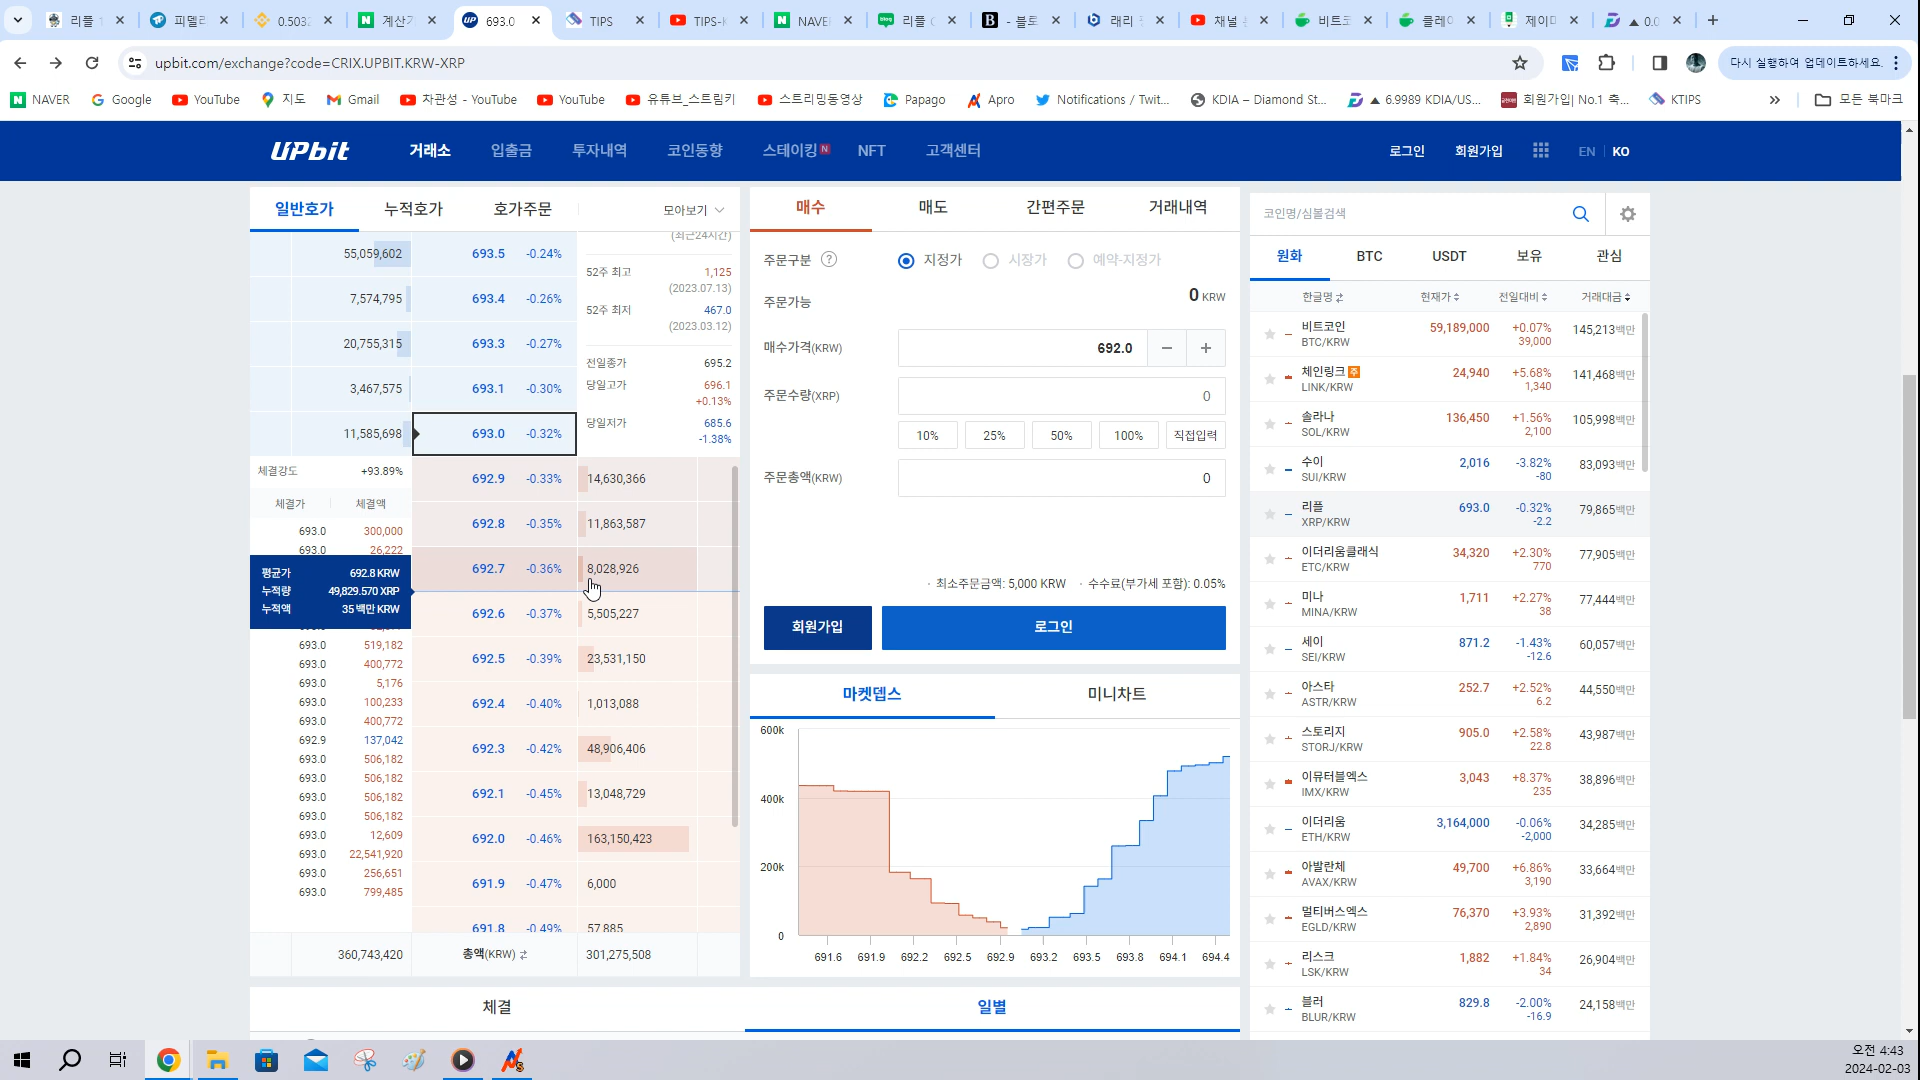 리플
피델리
0.503
계산기
693.0
TIPS
TIPS-
NAVE
리플
- 블로
래리
채널
비트코
클레이
제이미
▲ 0.0
upbit.com/exchange?code=CRIX.UPBIT.KRW-XRP
다시 실행하여 업데이트하세요.
NAVER Google YouTube 지도 Gmail 차관성 - YouTube YouTube 유튜브_스트림키 스트리밍동영상 Papago Apro Notifications / Twit... KDIA – Diamond St... ▲ 6.9989 KDIA/US... 회원가입| No.1 축... KTIPS » 모든 북마크
UPbit 거래소 입출금 투자내역 코인동향 스테이킹 N NFT 고객센터 로그인 회원가입 EN KO
일반호가 누적호가 호가주문 모아보기
(최근24시간)
55,059,602 693.5 -0.24%
7,574,795 693.4 -0.26%
20,755,315 693.3 -0.27%
3,467,575 693.1 -0.30%
11,585,698 693.0 -0.32%
52주 최고 1,125
(2023.07.13)
52주 최저 467.0
(2023.03.12)
전일종가 695.2
당일고가 696.1
+0.13%
당일저가 685.6
-1.38%
체결강도 +93.89%
체결가 체결액
693.0 300,000
693.0 26,222
평균가 692.8 KRW
누적량 49,829.570 XRP
누적액 35 백만 KRW
693.0 519,182
693.0 400,772
693.0 5,176
693.0 100,233
693.0 400,772
692.9 137,042
693.0 506,182
693.0 506,182
693.0 506,182
693.0 506,182
693.0 12,609
693.0 22,541,920
693.0 256,651
693.0 799,485
692.9 -0.33% 14,630,366
692.8 -0.35% 11,863,587
692.7 -0.36% 8,028,926
692.6 -0.37% 5,505,227
692.5 -0.39% 23,531,150
692.4 -0.40% 1,013,088
692.3 -0.42% 48,906,406
692.1 -0.45% 13,048,729
692.0 -0.46% 163,150,423
691.9 -0.47% 6,000
691.8 -0.49% 57,885
360,743,420 총액(KRW) 301,275,508
체결 일별
매수 매도 간편주문 거래내역
주문구분 ? 지정가 시장가 예약-지정가
주문가능 0 KRW
매수가격(KRW) 692.0 − +
주문수량(XRP) 0
10% 25% 50% 100% 직접입력
주문총액(KRW) 0
· 최소주문금액: 5,000 KRW · 수수료(부가세 포함): 0.05%
회원가입 로그인
마켓뎁스 미니차트
600k
400k
200k
0
691.6 691.9 692.2 692.5 692.9 693.2 693.5 693.8 694.1 694.4
코인명/심볼검색
원화 BTC USDT 보유 관심
한글명 현재가 전일대비 거래대금
비트코인 59,189,000 +0.07% 145,213백만
BTC/KRW 39,000
체인링크 주 24,940 +5.68% 141,468백만
LINK/KRW 1,340
솔라나 136,450 +1.56% 105,998백만
SOL/KRW 2,100
수이 2,016 -3.82% 83,093백만
SUI/KRW -80
리플 693.0 -0.32% 79,865백만
XRP/KRW -2.2
이더리움클래식 34,320 +2.30% 77,905백만
ETC/KRW 770
미나 1,711 +2.27% 77,444백만
MINA/KRW 38
세이 871.2 -1.43% 60,057백만
SEI/KRW -12.6
아스타 252.7 +2.52% 44,550백만
ASTR/KRW 6.2
스토리지 905.0 +2.58% 43,987백만
STORJ/KRW 22.8
이뮤터블엑스 3,043 +8.37% 38,896백만
IMX/KRW 235
이더리움 3,164,000 -0.06% 34,285백만
ETH/KRW -2,000
아발란체 49,700 +6.86% 33,664백만
AVAX/KRW 3,190
멀티버스엑스 76,370 +3.93% 31,392백만
EGLD/KRW 2,890
리스크 1,882 +1.84% 26,904백만
LSK/KRW 34
블러 829.8 -2.00% 24,158백만
BLUR/KRW -16.9
오전 4:43
2024-02-03